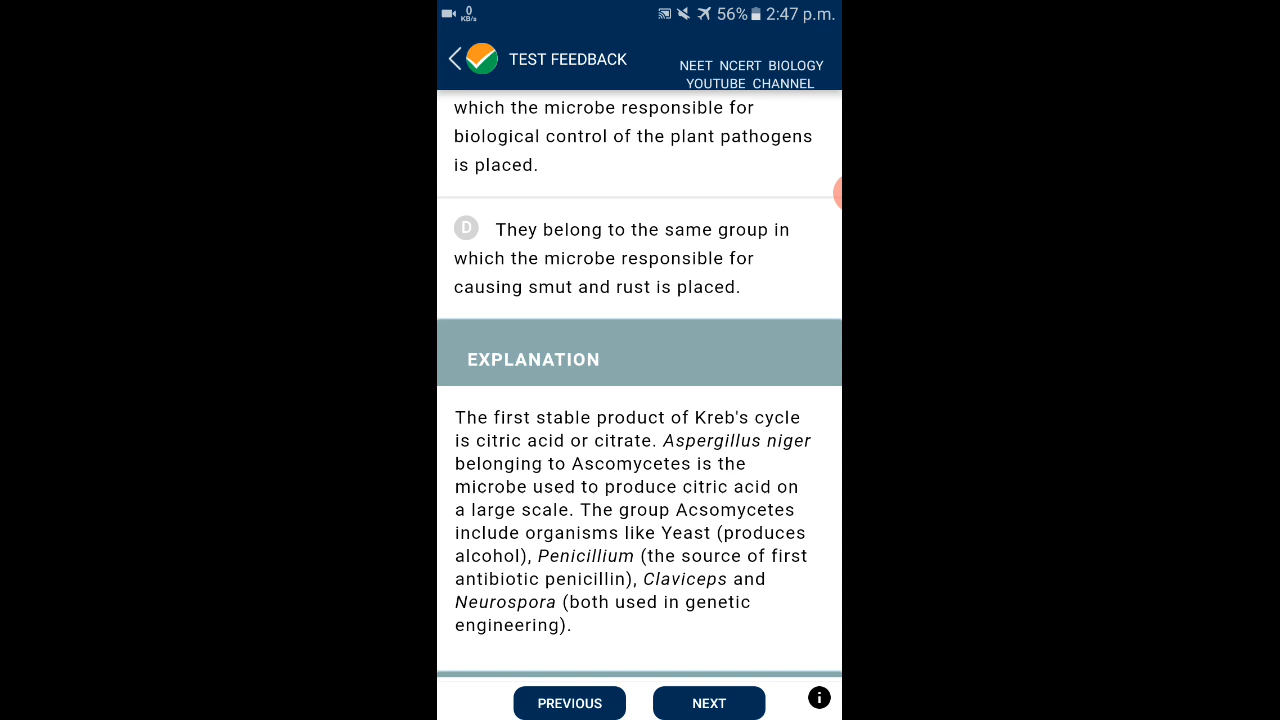 0
KB/s
56% 2:47 p.m.
TEST FEEDBACK
NEET NCERT BIOLOGY
YOUTUBE CHANNEL
which the microbe responsible for
biological control of the plant pathogens
is placed.
D They belong to the same group in
which the microbe responsible for
causing smut and rust is placed.
EXPLANATION
The first stable product of Kreb's cycle
is citric acid or citrate. Aspergillus niger
belonging to Ascomycetes is the
microbe used to produce citric acid on
a large scale. The group Acsomycetes
include organisms like Yeast (produces
alcohol), Penicillium (the source of first
antibiotic penicillin), Claviceps and
Neurospora (both used in genetic
engineering).
PREVIOUS
NEXT